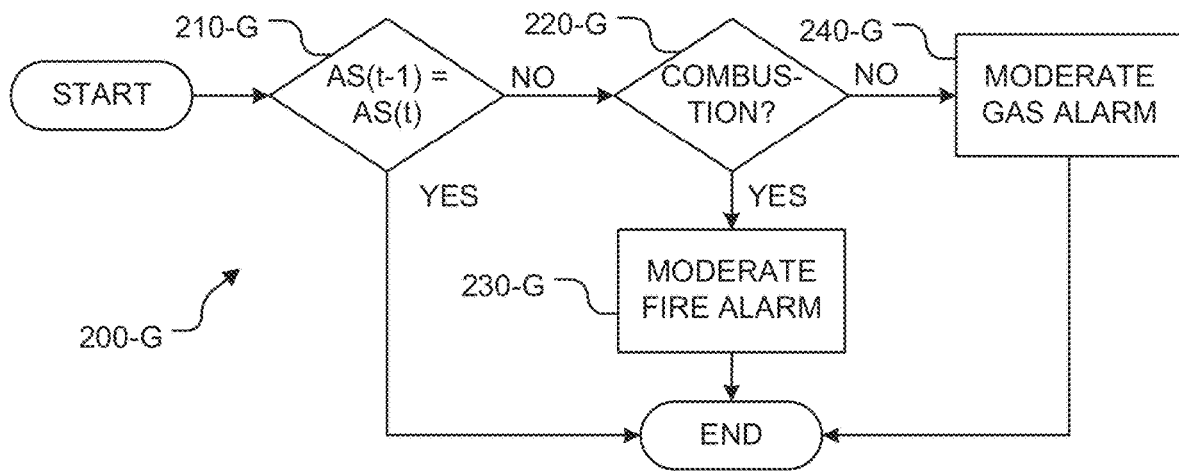 210-G
220-G
240-G
START
AS(t-1) =
AS(t)
NO
COMBUS-
TION?
NO
MODERATE
GAS ALARM
YES
YES
200-G
230-G
MODERATE
FIRE ALARM
END